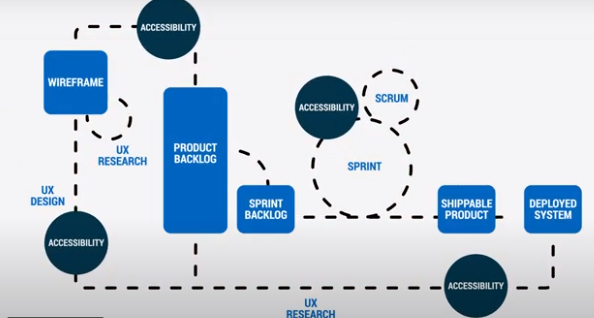 ACCESSIBILITY
WIREFRAME
UX
RESEARCH
PRODUCT
BACKLOG
ACCESSIBILITY
SCRUM
SPRINT
UX
DESIGN
SPRINT
BACKLOG
SHIPPABLE
PRODUCT
DEPLOYED
SYSTEM
ACCESSIBILITY
ACCESSIBILITY
UX
RESEARCH